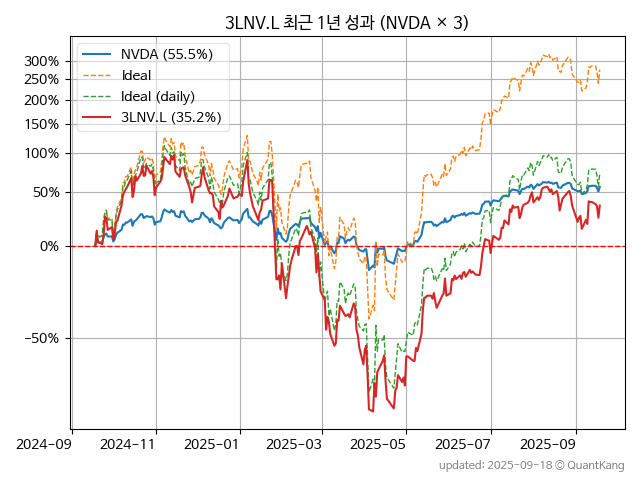 3LNV.L 최근 1년 성과 (NVDA × 3)
NVDA (55.5%)
Ideal
Ideal (daily)
3LNV.L (35.2%)
300%
250%
200%
150%
100%
50%
0%
−50%
2024-09 2024-11 2025-01 2025-03 2025-05 2025-07 2025-09
updated: 2025-09-18 © QuantKang